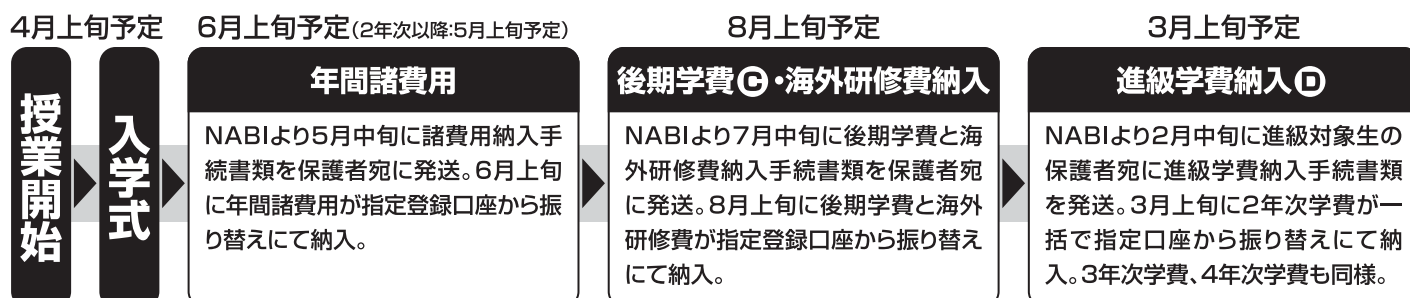 4月上旬予定
授業開始
入学式
6月上旬予定(2年次以降:5月上旬予定)
年間諸費用
NABIより5月中旬に諸費用納入手
続書類を保護者宛に発送。6月上旬
に年間諸費用が指定登録口座から振
り替えにて納入。
8月上旬予定
後期学費C・海外研修費納入
NABIより7月中旬に後期学費と海
外研修費納入手続書類を保護者宛
に発送。8月上旬に後期学費と海外
研修費が指定登録口座から振り替え
にて納入。
3月上旬予定
進級学費納入D
NABIより2月中旬に進級対象生の
保護者宛に進級学費納入手続書類
を発送。3月上旬に2年次学費が一
括で指定口座から振り替えにて納
入。3年次学費、4年次学費も同様。